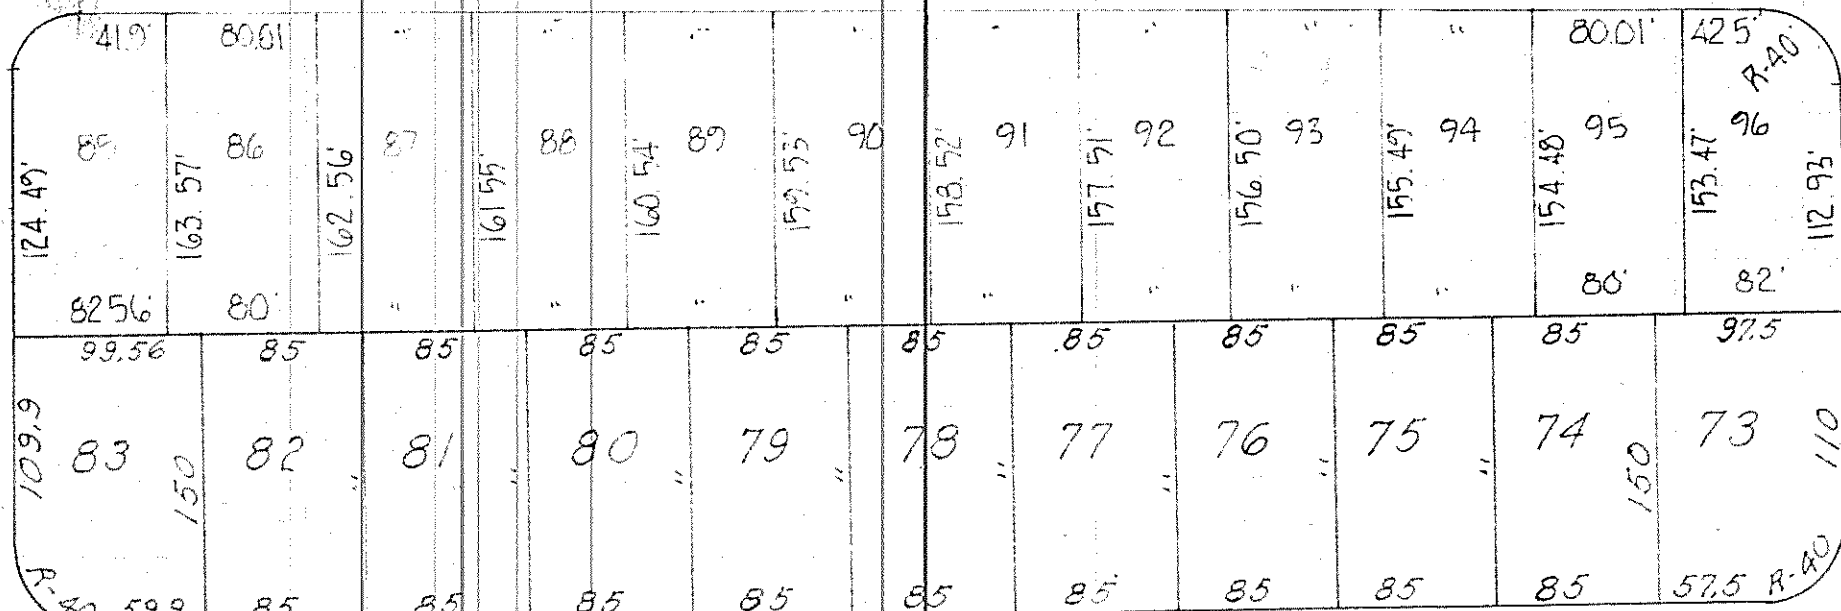 41.9' 80.01' " " " " " " " " 80.01' 42.5'
R-40'
85 86 87 88 89 90 91 92 93 94 95 96
124.49' 163.57' 162.56' 161.55' 160.54' 159.53' 158.52' 157.51' 156.50' 155.49' 154.48' 153.47' 112.93'
82.56' 80' " " " " " " " " 80' 82'
99.56 85 85 85 85 85 85 85 85 85 97.5
109.9 83 82 81 80 79 78 77 76 75 74 73 110
150 " " " " " " " " 150
R-40 59.9 85 85 85 85 85 85 85 85 85 57.5 R-40